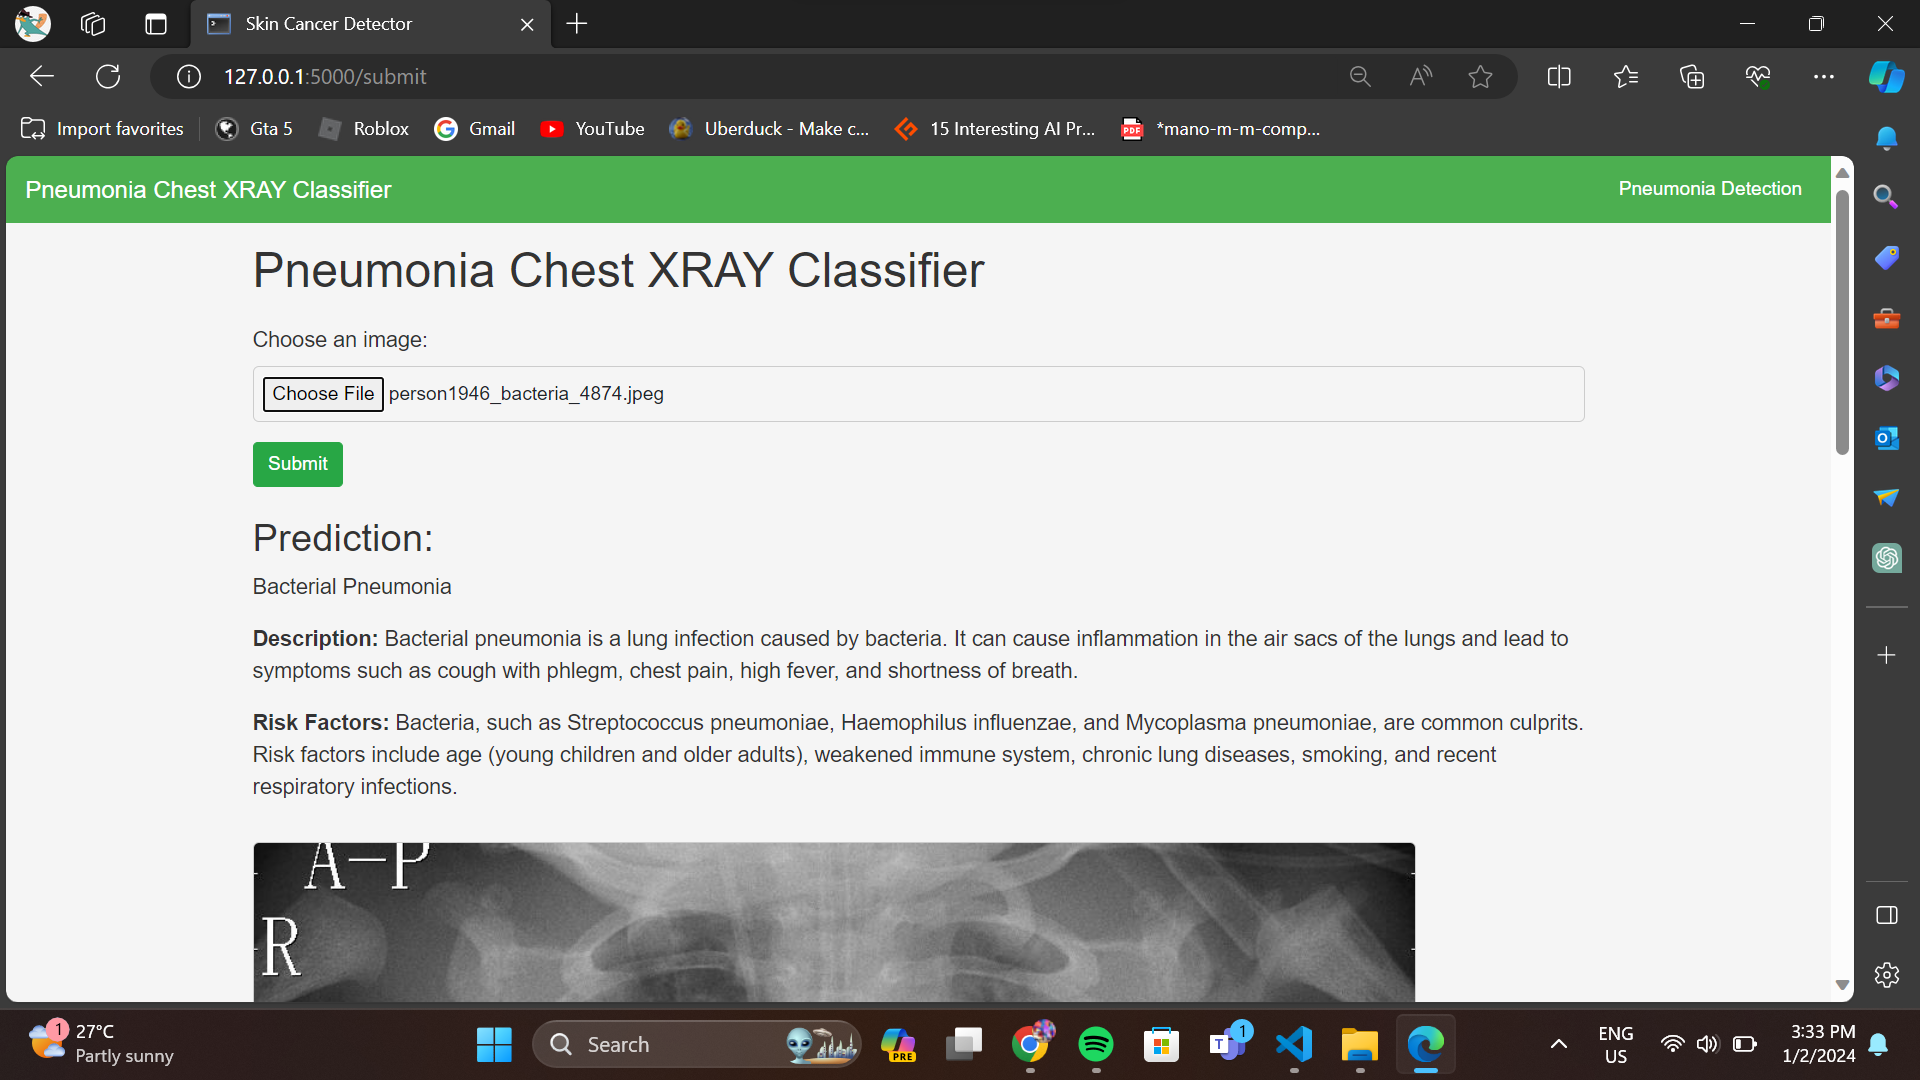 Skin Cancer Detector
127.0.0.1:5000/submit
Import favorites
Gta 5
Roblox
Gmail
YouTube
Uberduck - Make c...
15 Interesting AI Pr...
PDF
*mano-m-m-comp...
Pneumonia Chest XRAY Classifier
Pneumonia Detection
Pneumonia Chest XRAY Classifier
Choose an image:
Choose File person1946_bacteria_4874.jpeg
Submit
Prediction:
Bacterial Pneumonia
Description: Bacterial pneumonia is a lung infection caused by bacteria. It can cause inflammation in the air sacs of the lungs and lead to
symptoms such as cough with phlegm, chest pain, high fever, and shortness of breath.
Risk Factors: Bacteria, such as Streptococcus pneumoniae, Haemophilus influenzae, and Mycoplasma pneumoniae, are common culprits.
Risk factors include age (young children and older adults), weakened immune system, chronic lung diseases, smoking, and recent
respiratory infections.
A-P
R
1
27°C
Partly sunny
Search
PRE
T
1
ENG
US
3:33 PM
1/2/2024